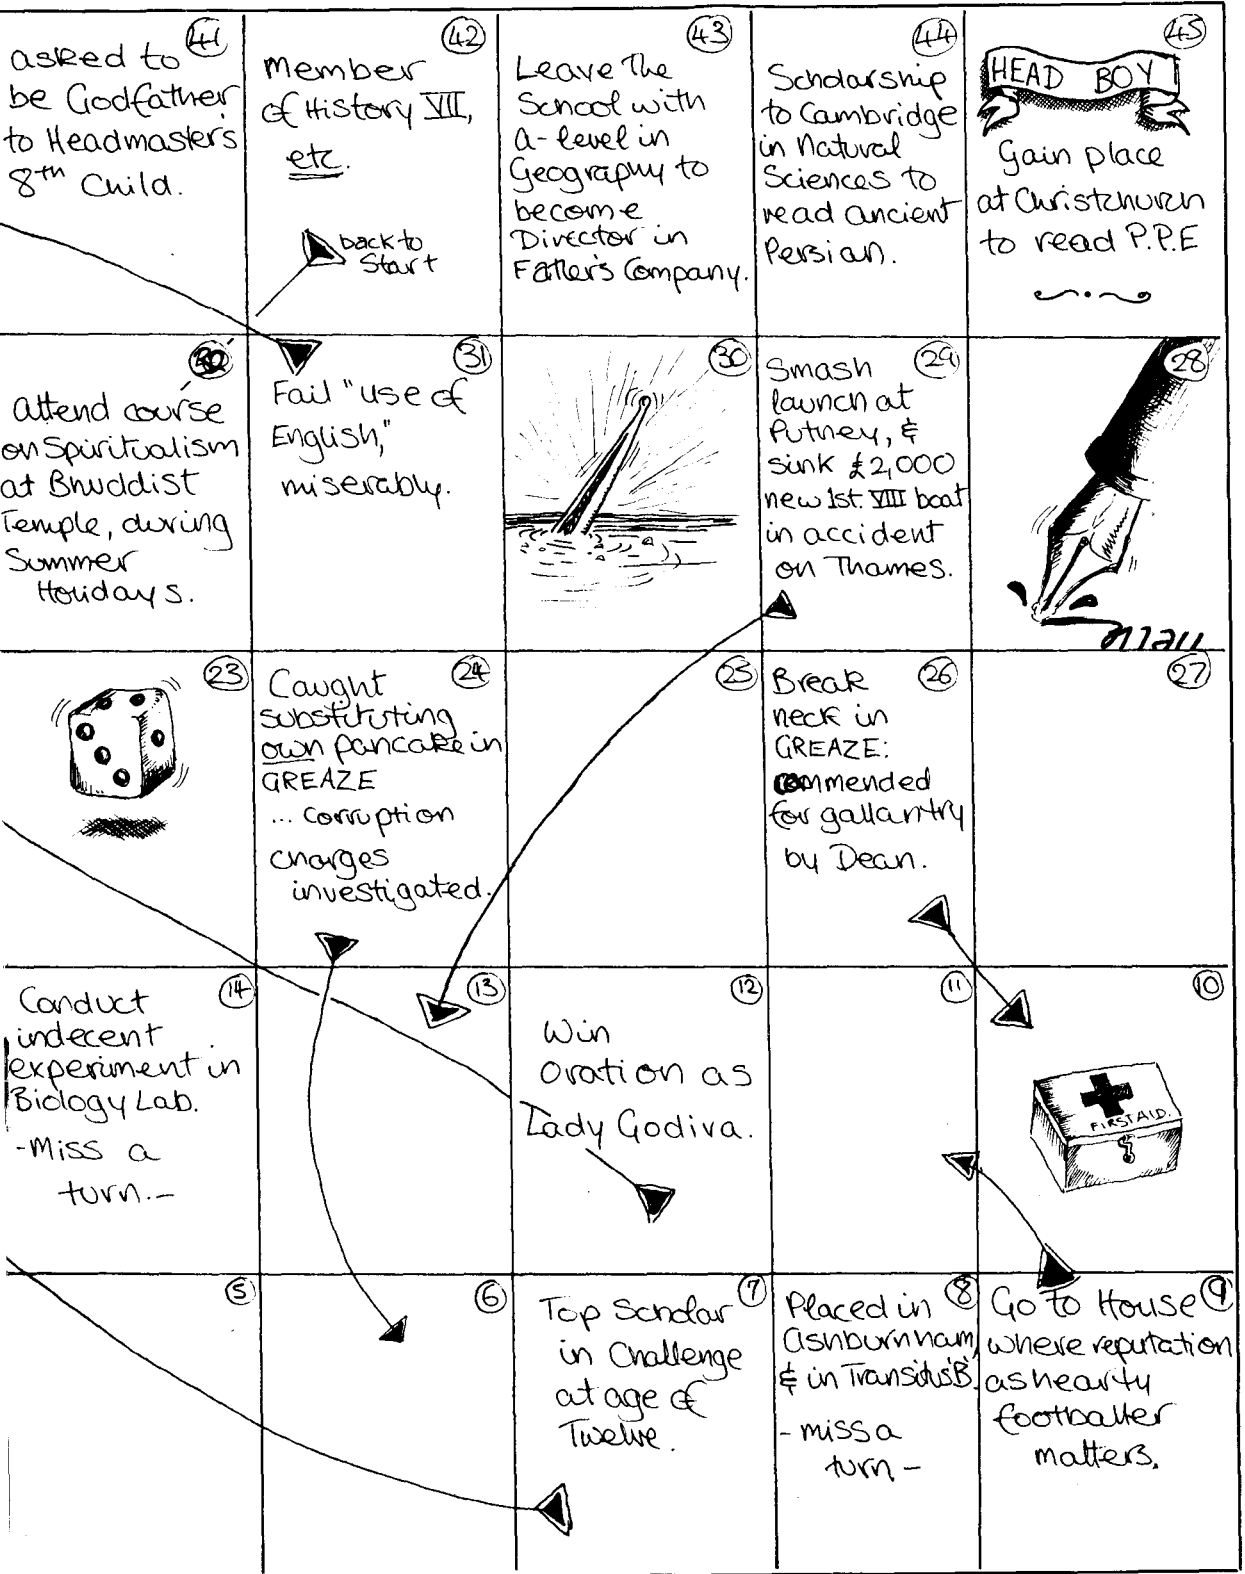 41
asked to
be Godfather
to Headmaster's
8th Child.
42
Member
of History VII,
etc.
back to
Start
43
Leave the
School with
A-level in
Geography to
become
Director in
Father's Company.
44
Scholarship
to Cambridge
in Natural
Sciences to
read ancient
Persian.
45
HEAD BOY
Gain place
at Christchurch
to read P.P.E
attend course
on Spiritualism
at Bhuddist
Temple, during
Summer
Holidays.
31
Fail "use of
English,"
miserably.
30
29
Smash
launch at
Putney, &
sink £2,000
new 1st. VIII boat
in accident
on Thames.
28
23
24
Caught
substituting
own pancake in
GREAZE
... corruption
charges
investigated.
25
26
Break
neck in
GREAZE:
commended
for gallantry
by Dean.
27
14
Conduct
indecent
experiment in
Biology Lab.
-Miss a
turn.-
13
12
Win
Oration as
Lady Godiva.
11
10
FIRST AID.
5
6
7
Top Scholar
in Challenge
at age of
Twelve.
8
Placed in
Ashburnham,
& in Transitus 'B'.
- miss a
turn -
9
Go to House
where reputation
as hearty
footballer
matters.